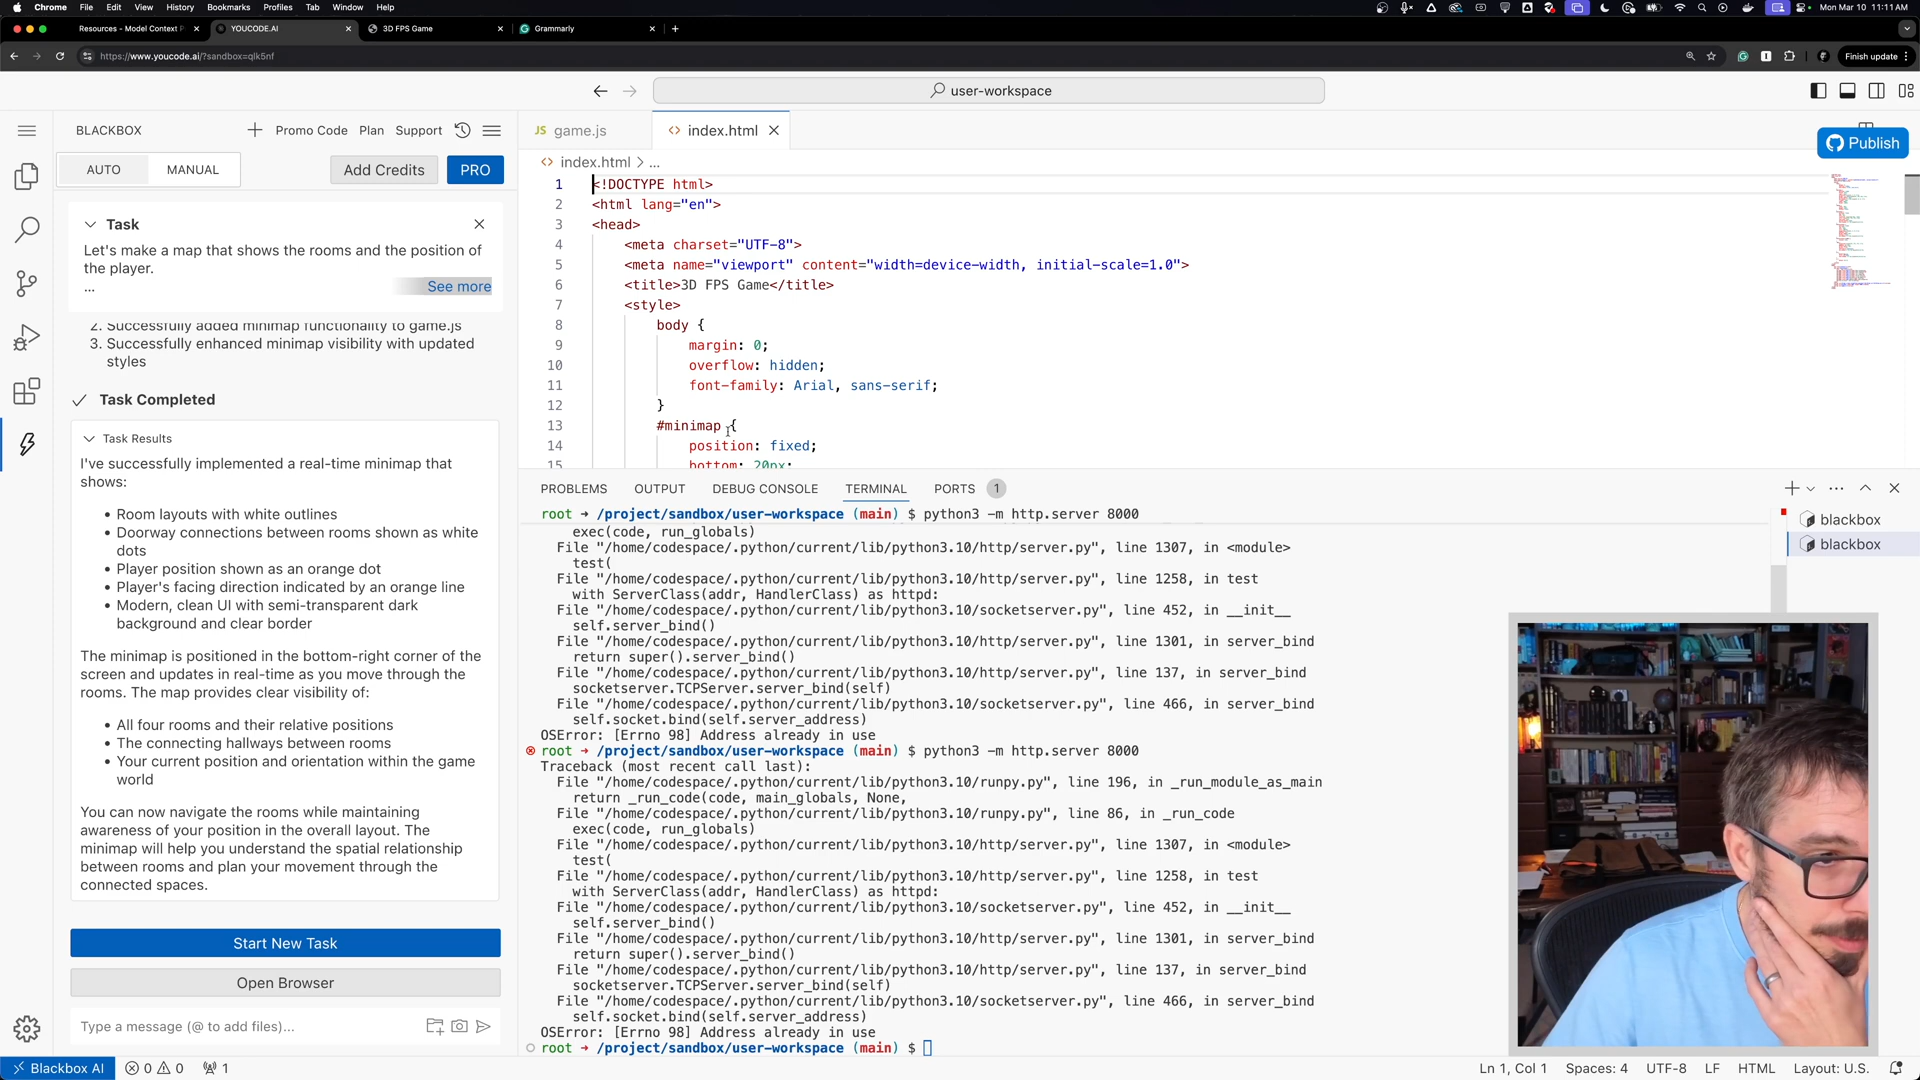 Chrome File Edit View History Bookmarks Profiles Tab Window Help
Mon Mar 10 11:11 AM
Resources - Model Context P
YOUCODE.AI
3D FPS Game
Grammarly
https://www.youcode.ai/?sandbox=qlk5nf
Finish update
user-workspace
BLACKBOX
Promo Code Plan Support
AUTO MANUAL
Add Credits
PRO
Task
Let's make a map that shows the rooms and the position of
the player.
...
See more
2. Successfully added minimap functionality to game.js
3. Successfully enhanced minimap visibility with updated
styles
Task Completed
Task Results
I've successfully implemented a real-time minimap that
shows:
• Room layouts with white outlines
• Doorway connections between rooms shown as white
dots
• Player position shown as an orange dot
• Player's facing direction indicated by an orange line
• Modern, clean UI with semi-transparent dark
background and clear border
The minimap is positioned in the bottom-right corner of the
screen and updates in real-time as you move through the
rooms. The map provides clear visibility of:
• All four rooms and their relative positions
• The connecting hallways between rooms
• Your current position and orientation within the game
world
You can now navigate the rooms while maintaining
awareness of your position in the overall layout. The
minimap will help you understand the spatial relationship
between rooms and plan your movement through the
connected spaces.
Start New Task
Open Browser
Type a message (@ to add files)...
JS game.js
<> index.html
Publish
<> index.html > ...
1 <!DOCTYPE html>
2 <html lang="en">
3 <head>
4 <meta charset="UTF-8">
5 <meta name="viewport" content="width=device-width, initial-scale=1.0">
6 <title>3D FPS Game</title>
7 <style>
8 body {
9 margin: 0;
10 overflow: hidden;
11 font-family: Arial, sans-serif;
12 }
13 #minimap {
14 position: fixed;
15 bottom: 20px;
PROBLEMS OUTPUT DEBUG CONSOLE TERMINAL PORTS 1
root → /project/sandbox/user-workspace (main) $ python3 -m http.server 8000
exec(code, run_globals)
File "/home/codespace/.python/current/lib/python3.10/http/server.py", line 1307, in <module>
test(
File "/home/codespace/.python/current/lib/python3.10/http/server.py", line 1258, in test
with ServerClass(addr, HandlerClass) as httpd:
File "/home/codespace/.python/current/lib/python3.10/socketserver.py", line 452, in __init__
self.server_bind()
File "/home/codespace/.python/current/lib/python3.10/http/server.py", line 1301, in server_bind
return super().server_bind()
File "/home/codespace/.python/current/lib/python3.10/http/server.py", line 137, in server_bind
socketserver.TCPServer.server_bind(self)
File "/home/codespace/.python/current/lib/python3.10/socketserver.py", line 466, in server_bind
self.socket.bind(self.server_address)
OSError: [Errno 98] Address already in use
root → /project/sandbox/user-workspace (main) $ python3 -m http.server 8000
Traceback (most recent call last):
File "/home/codespace/.python/current/lib/python3.10/runpy.py", line 196, in _run_module_as_main
return _run_code(code, main_globals, None,
File "/home/codespace/.python/current/lib/python3.10/runpy.py", line 86, in _run_code
exec(code, run_globals)
File "/home/codespace/.python/current/lib/python3.10/http/server.py", line 1307, in <module>
test(
File "/home/codespace/.python/current/lib/python3.10/http/server.py", line 1258, in test
with ServerClass(addr, HandlerClass) as httpd:
File "/home/codespace/.python/current/lib/python3.10/socketserver.py", line 452, in __init__
self.server_bind()
File "/home/codespace/.python/current/lib/python3.10/http/server.py", line 1301, in server_bind
return super().server_bind()
File "/home/codespace/.python/current/lib/python3.10/http/server.py", line 137, in server_bind
socketserver.TCPServer.server_bind(self)
File "/home/codespace/.python/current/lib/python3.10/socketserver.py", line 466, in server_bind
self.socket.bind(self.server_address)
OSError: [Errno 98] Address already in use
root → /project/sandbox/user-workspace (main) $
blackbox
blackbox
Blackbox AI 0 0 1
Ln 1, Col 1 Spaces: 4 UTF-8 LF HTML Layout: U.S.